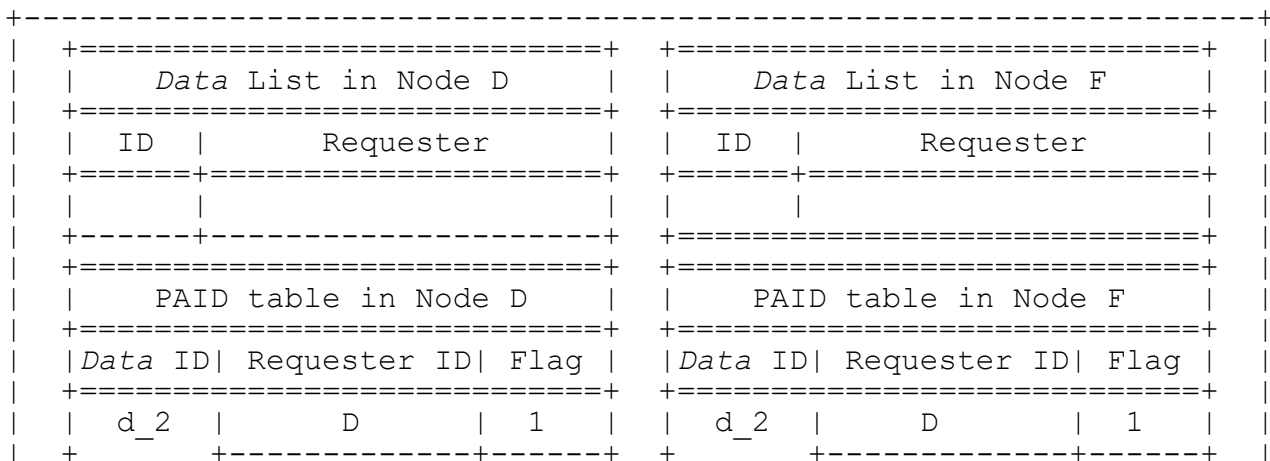 +------------------------------------------------------------------+
|  +============================+  +============================+  |
|  |    Data List in Node D     |  |    Data List in Node F     |  |
|  +============================+  +============================+  |
|  |  ID  |      Requester      |  |  ID  |      Requester      |  |
|  +======+=====================+  +======+=====================+  |
|  |      |                     |  |      |                     |  |
|  +------+---------------------+  +============================+  |
|  +============================+  +============================+  |
|  |    PAID table in Node D    |  |    PAID table in Node F    |  |
|  +============================+  +============================+  |
|  |Data ID| Requester ID| Flag |  |Data ID| Requester ID| Flag |  |
|  +============================+  +============================+  |
|  |  d_2  |      D      |  1   |  |  d_2  |      D      |  1   |  |
|  +       +-------------+------+  +       +-------------+------+  |